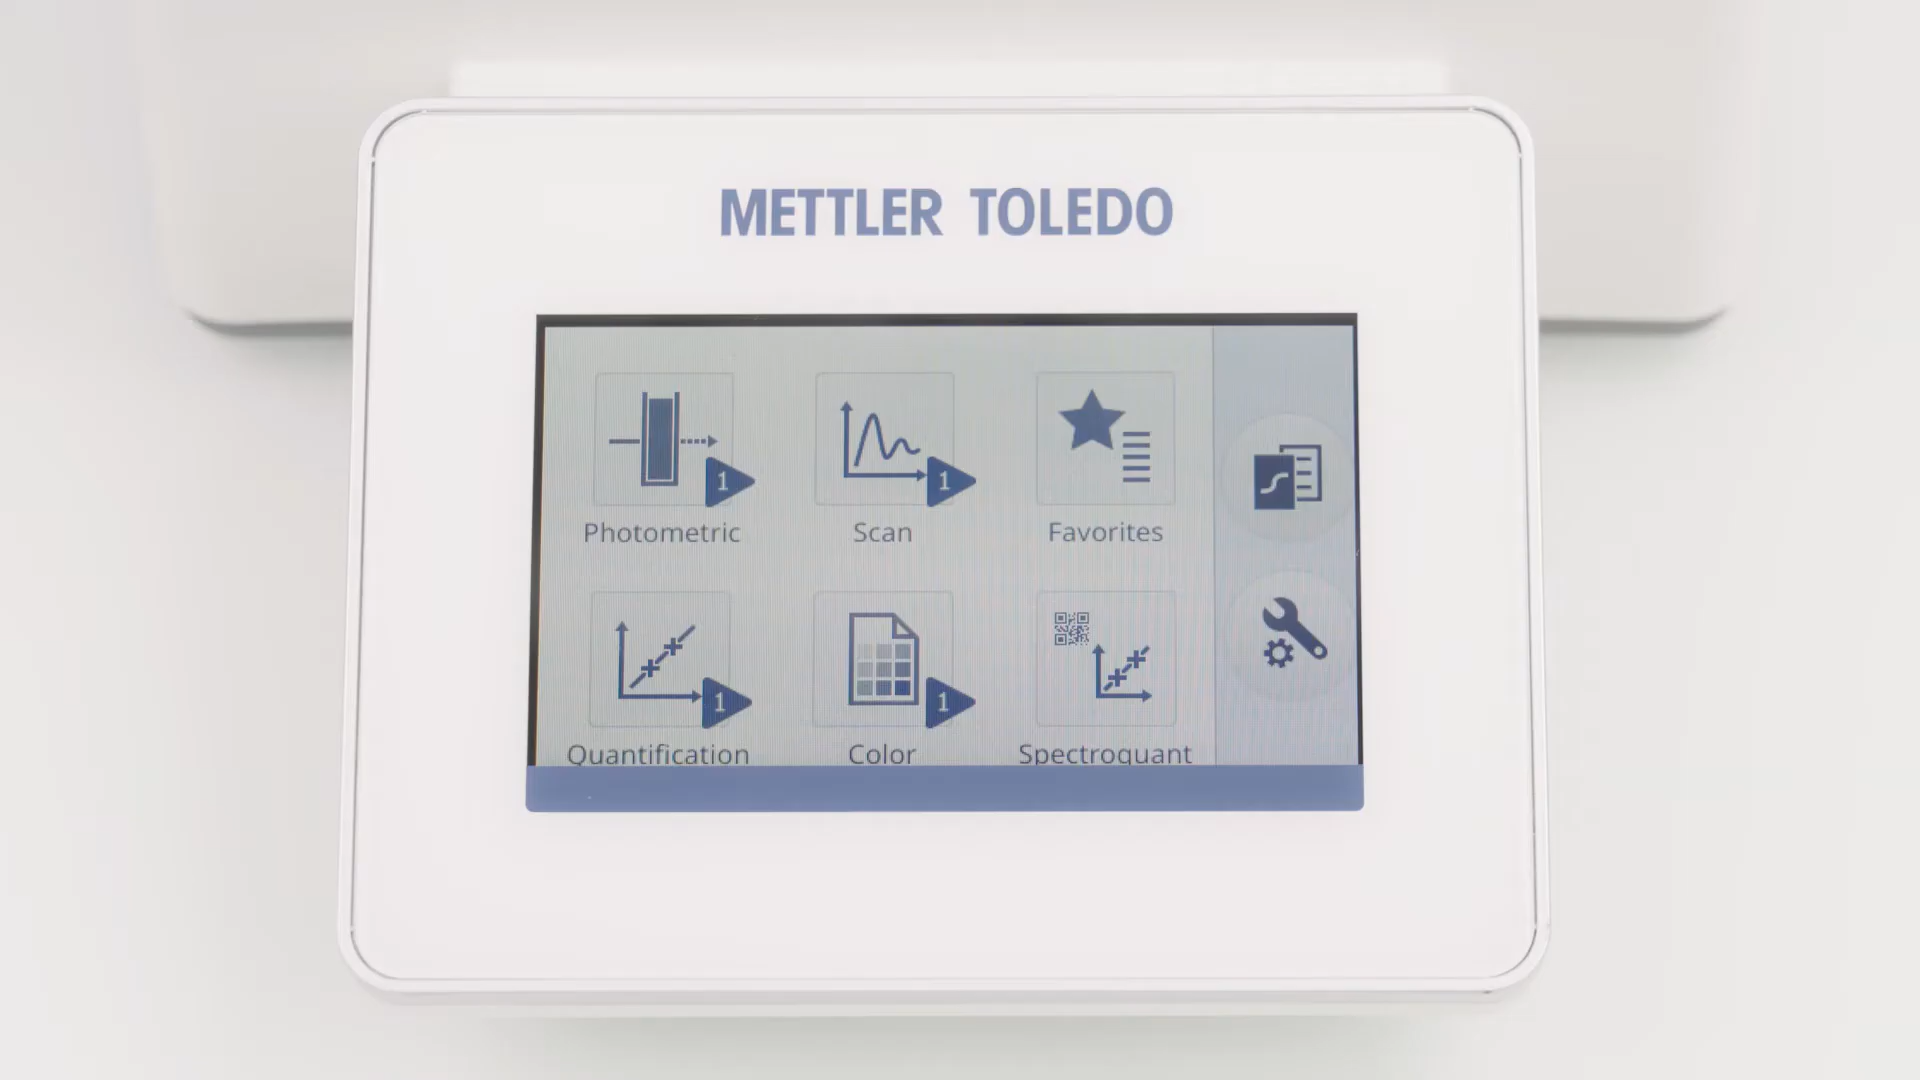 METTLER TOLEDO
Photometric
1
Scan
1
Favorites
Quantification
1
Color
1
Spectroquant